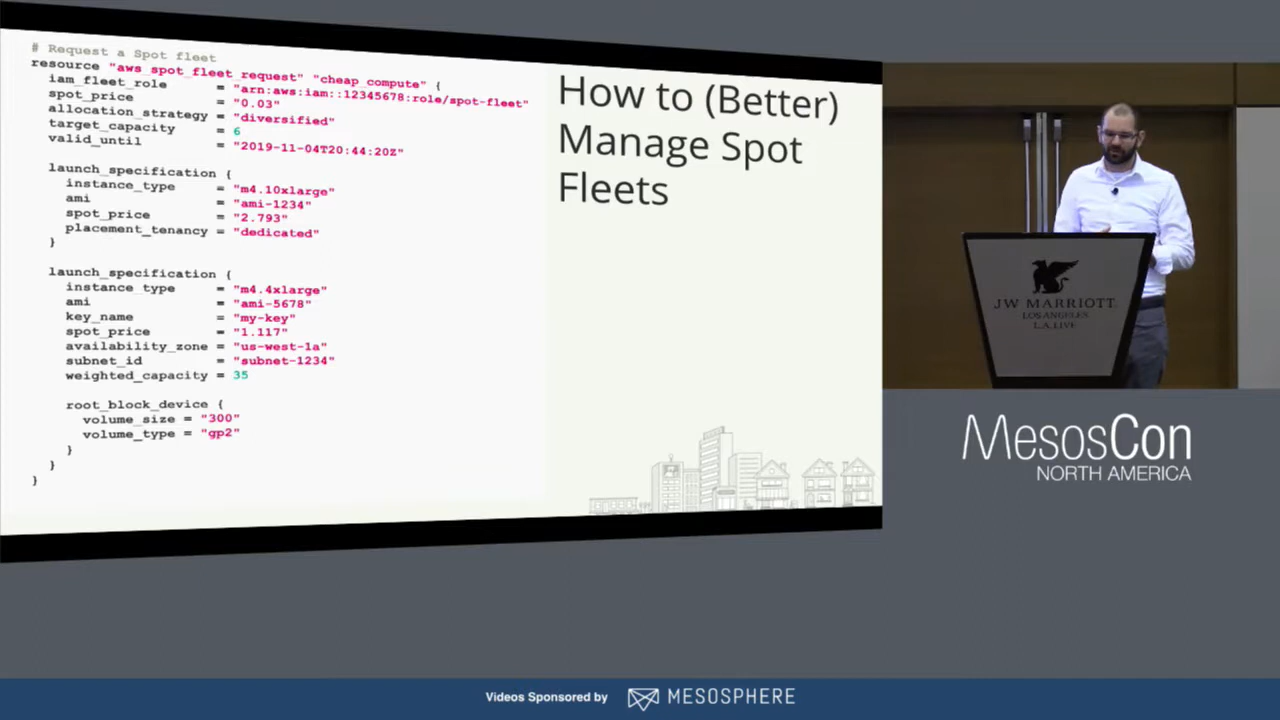 # Request a Spot fleet
resource "aws_spot_fleet_request" "cheap_compute" {
iam_fleet_role = "arn:aws:iam::12345678:role/spot-fleet"
spot_price = "0.03"
allocation_strategy = "diversified"
target_capacity = 6
valid_until = "2019-11-04T20:44:20Z"
launch_specification {
instance_type = "m4.10xlarge"
ami = "ami-1234"
spot_price = "2.793"
placement_tenancy = "dedicated"
}
launch_specification {
instance_type = "m4.4xlarge"
ami = "ami-5678"
key_name = "my-key"
spot_price = "1.117"
availability_zone = "us-west-1a"
subnet_id = "subnet-1234"
weighted_capacity = 35
root_block_device {
volume_size = "300"
volume_type = "gp2"
}
}
}
How to (Better)
Manage Spot
Fleets
JW MARRIOTT
LOS ANGELES
L.A. LIVE
MesosCon
NORTH AMERICA
Videos Sponsored by MESOSPHERE